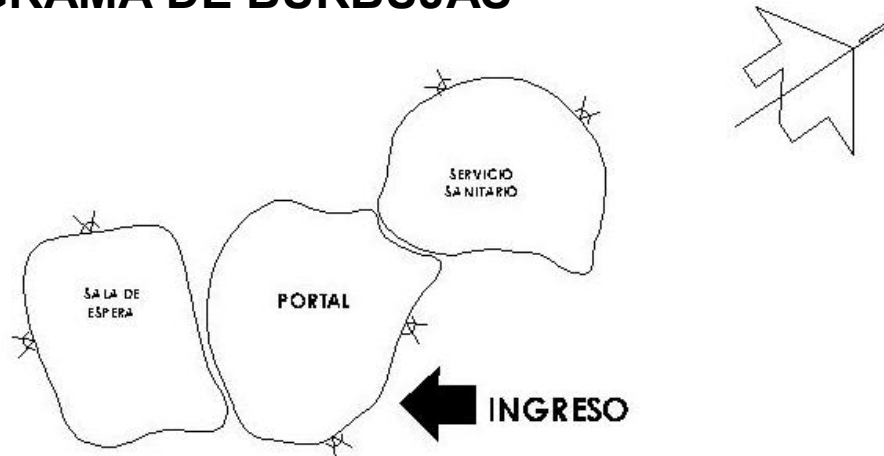 GRAMA DE BURBUJAS
SERVICIO
SANITARIO
SALA DE
ESPERA
PORTAL
INGRESO